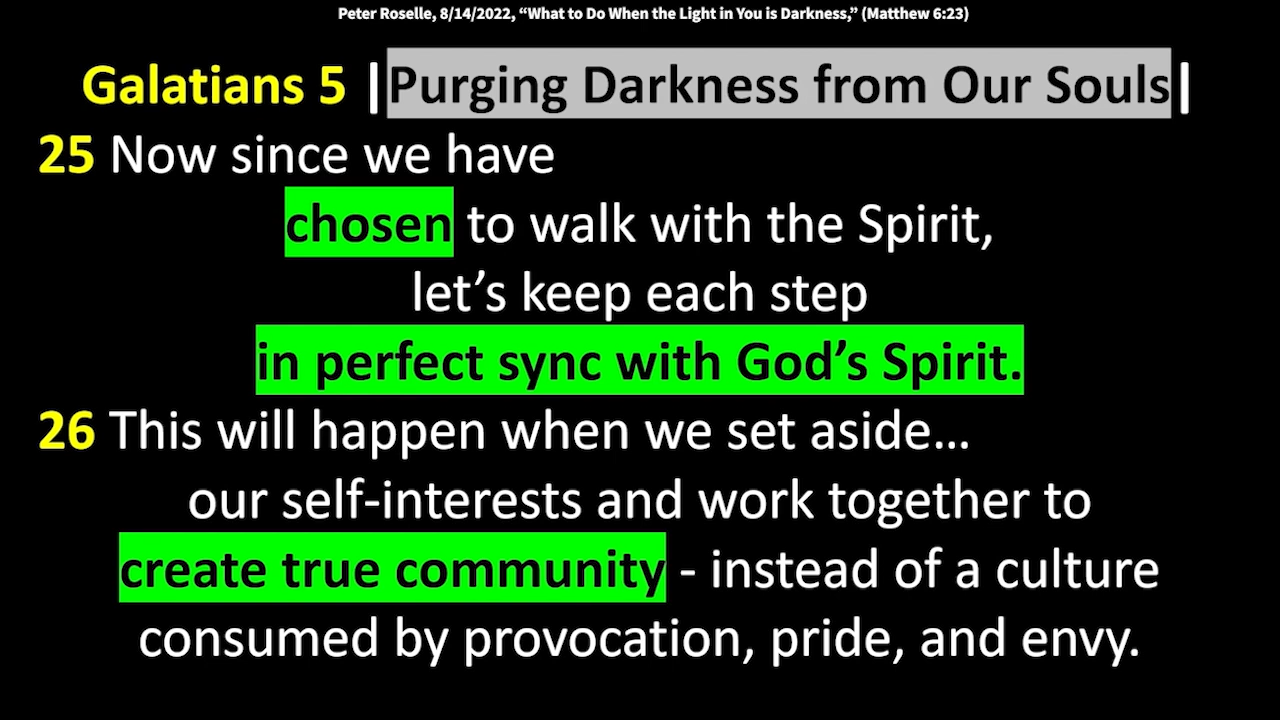 Peter Roselle, 8/14/2022, “What to Do When the Light in You is Darkness,” (Matthew 6:23)
Galatians 5 |Purging Darkness from Our Souls|
25 Now since we have
chosen to walk with the Spirit,
let’s keep each step
in perfect sync with God’s Spirit.
26 This will happen when we set aside…
our self-interests and work together to
create true community - instead of a culture
consumed by provocation, pride, and envy.